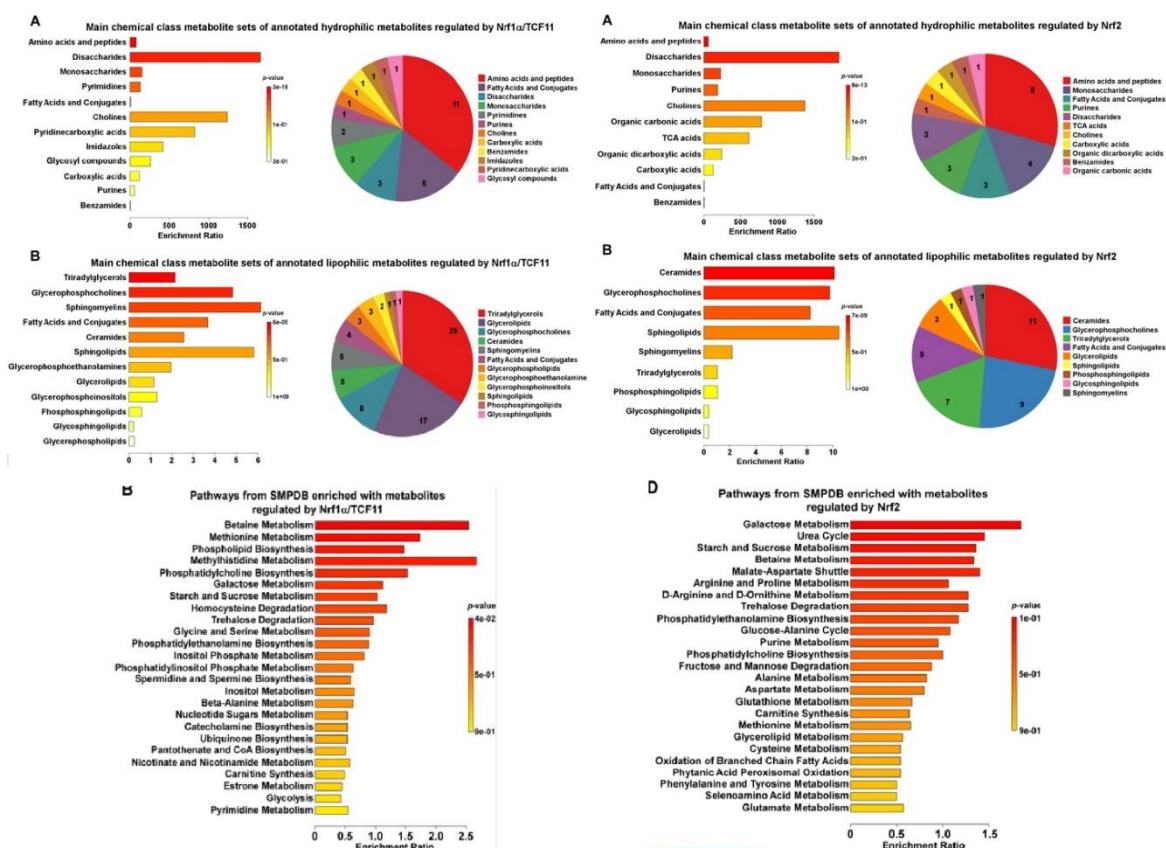 A
Main chemical class metabolite sets of annotated hydrophilic metabolites regulated by Nrf1α/TCF11
Amino acids and peptides
Disaccharides
Monosaccharides
Pyrimidines
Fatty Acids and Conjugates
Cholines
Pyridinecarboxylic acids
Imidazoles
Glycosyl compounds
Carboxylic acids
Purines
Benzamides
0 500 1000 1500
Enrichment Ratio
p-value
1e-01
3e-01
11
5
3
3
2
1
1
1
1
1
1
1
Amino acids and peptides
Fatty Acids and Conjugates
Disaccharides
Monosaccharides
Pyrimidines
Purines
Cholines
Carboxylic acids
Benzamides
Imidazoles
Pyridinecarboxylic acids
Glycosyl compounds
A
Main chemical class metabolite sets of annotated hydrophilic metabolites regulated by Nrf2
Amino acids and peptides
Disaccharides
Monosaccharides
Purines
Cholines
Organic carbonic acids
TCA acids
Organic dicarboxylic acids
Carboxylic acids
Fatty Acids and Conjugates
Benzamides
0 500 1000 1500
Enrichment Ratio
p-value
8e-13
1e-01
2e-01
8
4
3
3
3
1
1
1
1
1
1
Amino acids and peptides
Monosaccharides
Fatty Acids and Conjugates
Purines
Disaccharides
TCA acids
Cholines
Carboxylic acids
Organic dicarboxylic acids
Benzamides
Organic carbonic acids
B
Main chemical class metabolite sets of annotated lipophilic metabolites regulated by Nrf1α/TCF11
Triradylglycerols
Glycerophosphocholines
Sphingomyelins
Fatty Acids and Conjugates
Ceramides
Sphingolipids
Glycerophosphoethanolamines
Glycerolipids
Glycerophosphoinositols
Phosphosphingolipids
Glycosphingolipids
Glycerophospholipids
0 1 2 3 4 5 6
Enrichment Ratio
p-value
6e-05
5e-01
1e+00
17
8
5
5
4
3
3
2
1
1
1
Triradylglycerols
Glycerolipids
Glycerophosphocholines
Ceramides
Sphingomyelins
Fatty Acids and Conjugates
Glycerophospholipids
Glycerophosphoethanolamine
Glycerophosphoinositols
Sphingolipids
Phosphosphingolipids
Glycosphingolipids
B
Main chemical class metabolite sets of annotated lipophilic metabolites regulated by Nrf2
Ceramides
Glycerophosphocholines
Fatty Acids and Conjugates
Sphingolipids
Sphingomyelins
Triradylglycerols
Phosphosphingolipids
Glycosphingolipids
Glycerolipids
0 2 4 6 8 10
Enrichment Ratio
p-value
7e-09
5e-01
1e+00
11
9
7
5
3
1
1
1
1
Ceramides
Glycerophosphocholines
Triradylglycerols
Fatty Acids and Conjugates
Glycerolipids
Sphingolipids
Phosphosphingolipids
Glycosphingolipids
Sphingomyelins
B
Pathways from SMPDB enriched with metabolites
regulated by Nrf1α/TCF11
Betaine Metabolism
Methionine Metabolism
Phospholipid Biosynthesis
Methylhistidine Metabolism
Phosphatidylcholine Biosynthesis
Galactose Metabolism
Starch and Sucrose Metabolism
Homocysteine Degradation
Trehalose Degradation
Glycine and Serine Metabolism
Phosphatidylethanolamine Biosynthesis
Inositol Phosphate Metabolism
Phosphatidylinositol Phosphate Metabolism
Spermidine and Spermine Biosynthesis
Inositol Metabolism
Beta-Alanine Metabolism
Nucleotide Sugars Metabolism
Catecholamine Biosynthesis
Ubiquinone Biosynthesis
Pantothenate and CoA Biosynthesis
Nicotinate and Nicotinamide Metabolism
Carnitine Synthesis
Estrone Metabolism
Glycolysis
Pyrimidine Metabolism
0 0.5 1.0 1.5 2.0 2.5
Enrichment Ratio
p-value
4e-02
5e-01
9e-01
D
Pathways from SMPDB enriched with metabolites
regulated by Nrf2
Galactose Metabolism
Urea Cycle
Starch and Sucrose Metabolism
Betaine Metabolism
Malate-Aspartate Shuttle
Arginine and Proline Metabolism
D-Arginine and D-Ornithine Metabolism
Trehalose Degradation
Phosphatidylethanolamine Biosynthesis
Glucose-Alanine Cycle
Purine Metabolism
Phosphatidylcholine Biosynthesis
Fructose and Mannose Degradation
Alanine Metabolism
Aspartate Metabolism
Glutathione Metabolism
Carnitine Synthesis
Methionine Metabolism
Glycerolipid Metabolism
Cysteine Metabolism
Oxidation of Branched Chain Fatty Acids
Phytanic Acid Peroxisomal Oxidation
Phenylalanine and Tyrosine Metabolism
Selenoamino Acid Metabolism
Glutamate Metabolism
0 0.5 1.0 1.5
Enrichment Ratio
p-value
1e-01
5e-01
9e-01